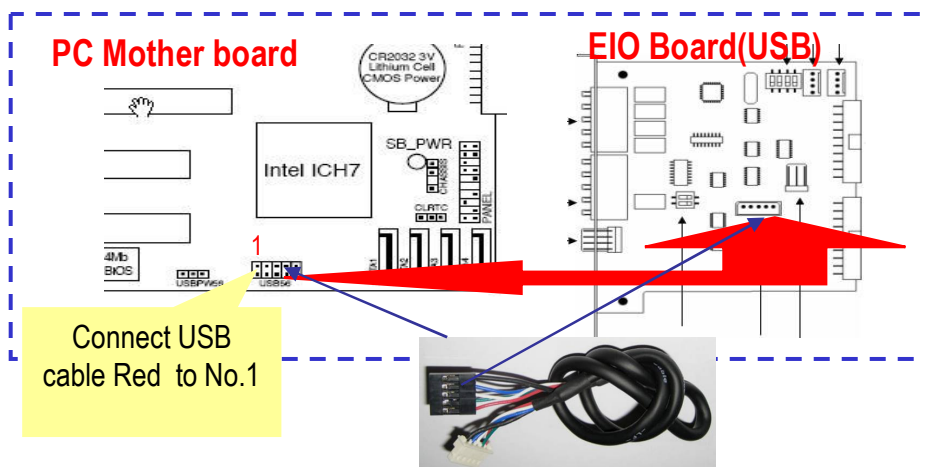 PC Mother board
EIO Board(USB)
CR2032 3V
Lithium Cell
CMOS Power
SB_PWR
CHASSIS
Intel ICH7
CLRTC
PANEL
1
4Mb
BIOS
USBPW56
USB56
Connect USB
cable Red to No.1